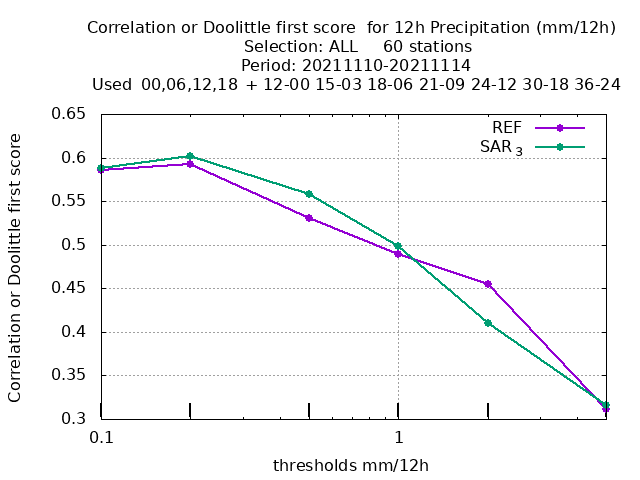 Correlation or Doolittle first score  for 12h Precipitation (mm/12h)
Selection: ALL     60 stations
Period: 20211110-20211114
Used  00,06,12,18  + 12-00 15-03 18-06 21-09 24-12 30-18 36-24
REF
SAR 3
Correlation or Doolittle first score
0.65
0.6
0.55
0.5
0.45
0.4
0.35
0.3
0.1
1
thresholds mm/12h